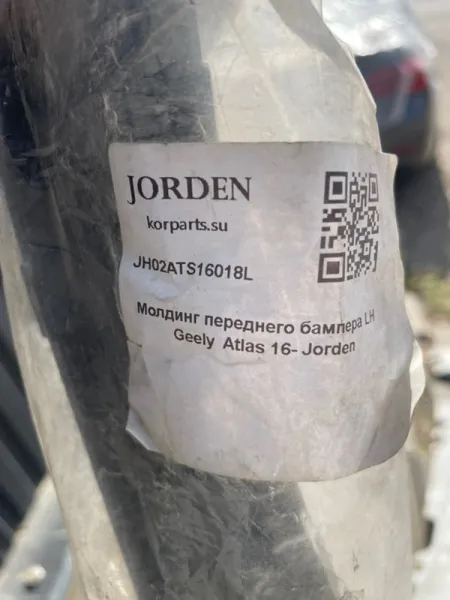 JORDEN
korparts.su
JH02ATS16018L
Молдинг переднего бампера LH
Geely Atlas 16- Jorden